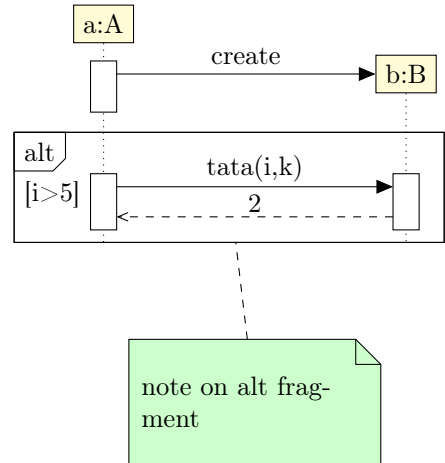 a:A
create
b:B
alt
[i>5]
tata(i,k)
2
note on alt frag-
ment